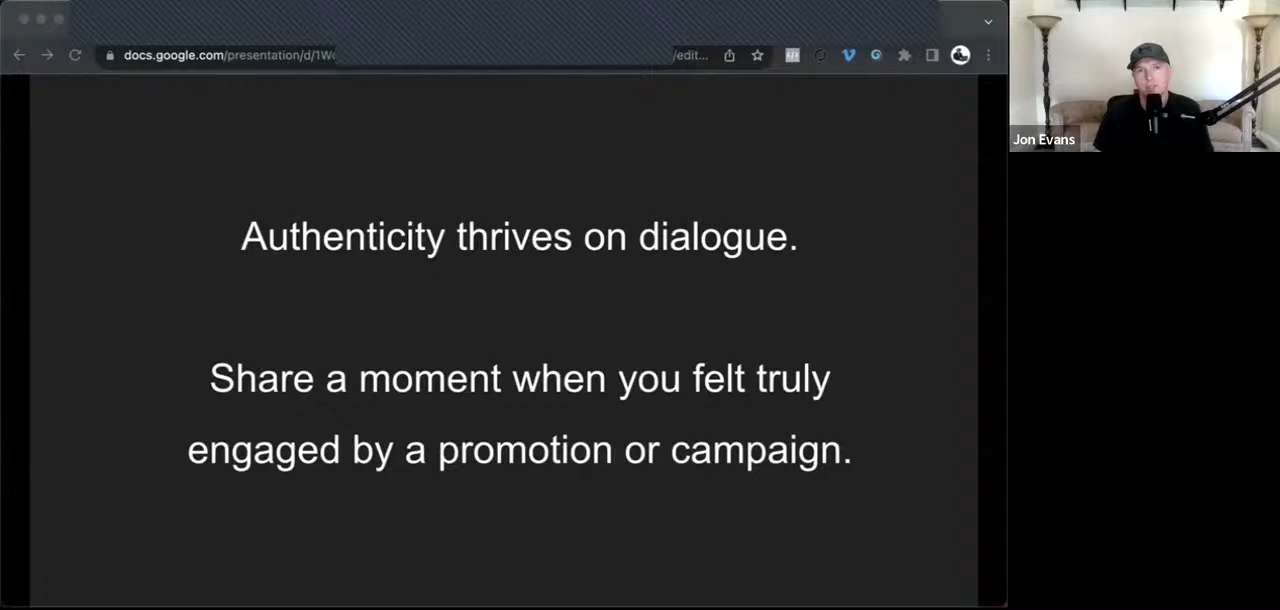 docs.google.com/presentation/d/1W
/edit...
Jon Evans
Authenticity thrives on dialogue.
Share a moment when you felt truly
engaged by a promotion or campaign.